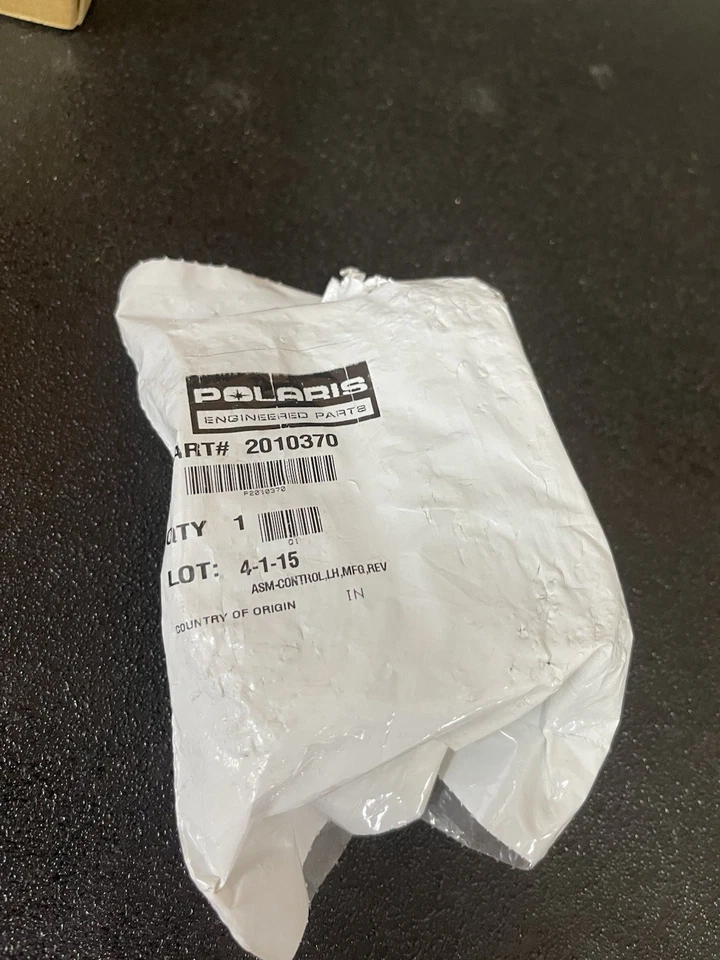 POLARIS
ENGINEERED PARTS
ART# 2010370
P2010370
QTY 1
Q1
LOT: 4-1-15
ASM-CONTROL,LH,MFG,REV
COUNTRY OF ORIGIN IN